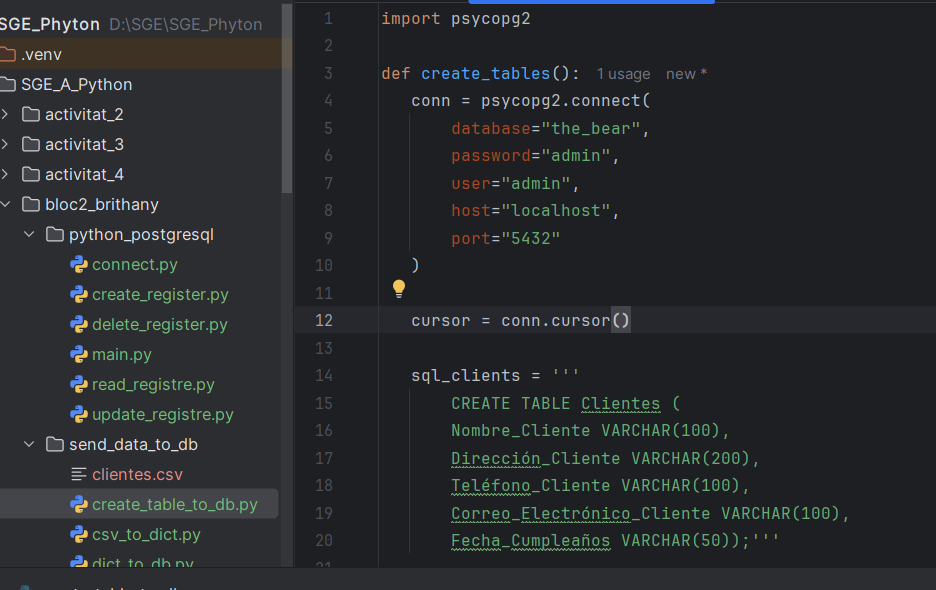 SGE_Phyton D:\SGE\SGE_Phyton
.venv
SGE_A_Python
activitat_2
activitat_3
activitat_4
bloc2_brithany
python_postgresql
connect.py
create_register.py
delete_register.py
main.py
read_registre.py
update_registre.py
send_data_to_db
clientes.csv
create_table_to_db.py
csv_to_dict.py
dict_to_db.py
1 import psycopg2
2
3 def create_tables(): 1 usage new *
4 conn = psycopg2.connect(
5 database="the_bear",
6 password="admin",
7 user="admin",
8 host="localhost",
9 port="5432"
10 )
11
12 cursor = conn.cursor()
13
14 sql_clients = '''
15 CREATE TABLE Clientes (
16 Nombre_Cliente VARCHAR(100),
17 Dirección_Cliente VARCHAR(200),
18 Teléfono_Cliente VARCHAR(100),
19 Correo_Electrónico_Cliente VARCHAR(100),
20 Fecha_Cumpleaños VARCHAR(50));'''
21